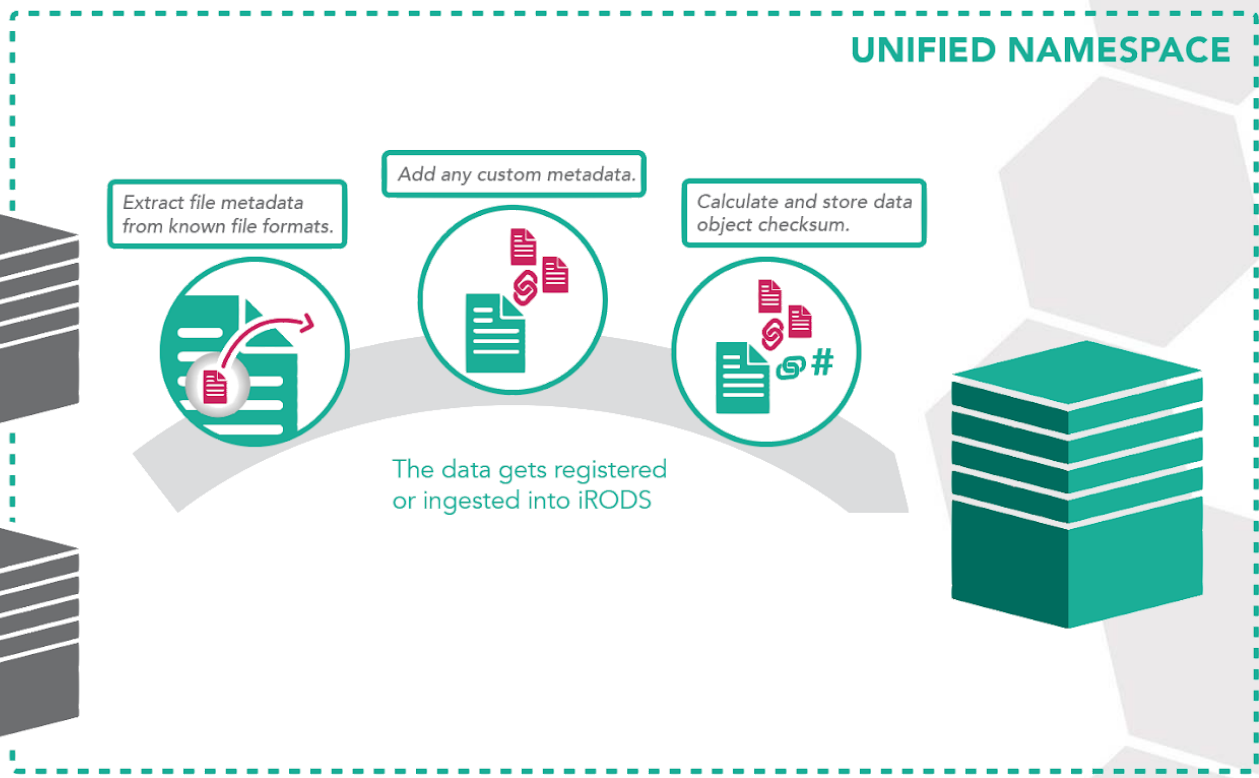 UNIFIED NAMESPACE
Extract file metadata
from known file formats.
Add any custom metadata.
Calculate and store data
object checksum.
#
The data gets registered
or ingested into iRODS